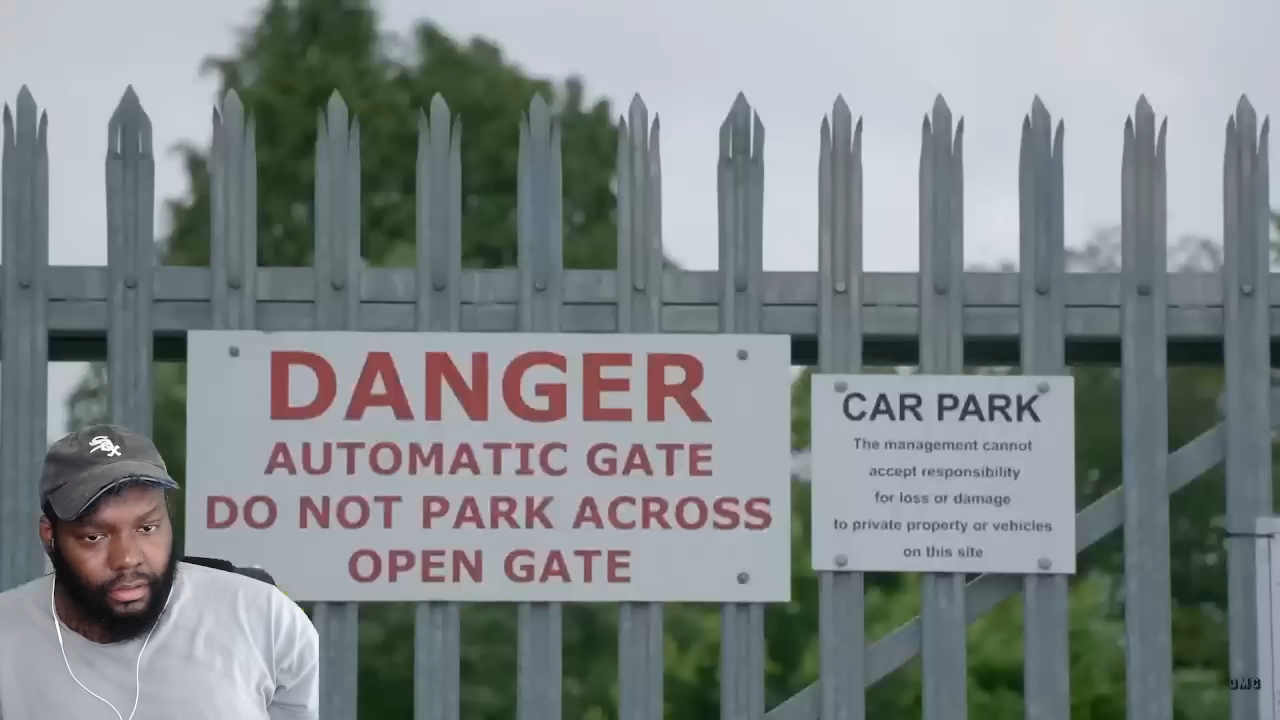 DANGER
AUTOMATIC GATE
DO NOT PARK ACROSS
OPEN GATE
CAR PARK
The management cannot
accept responsibility
for loss or damage
to private property or vehicles
on this site